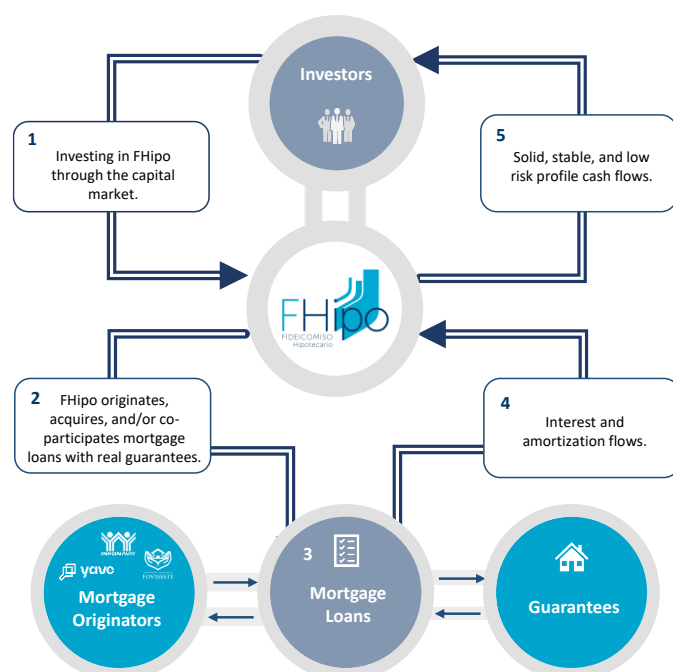 Investors
1
Investing in FHipo
through the capital
market.
5
Solid, stable, and low
risk profile cash flows.
FHipo
FIDEICOMISO
Hipotecario
2
FHipo originates,
acquires, and/or co-
participates mortgage
loans with real guarantees.
4
Interest and
amortization flows.
INFONAVIT
yave
FOVISSSTE
Mortgage
Originators
3
Mortgage
Loans
Guarantees